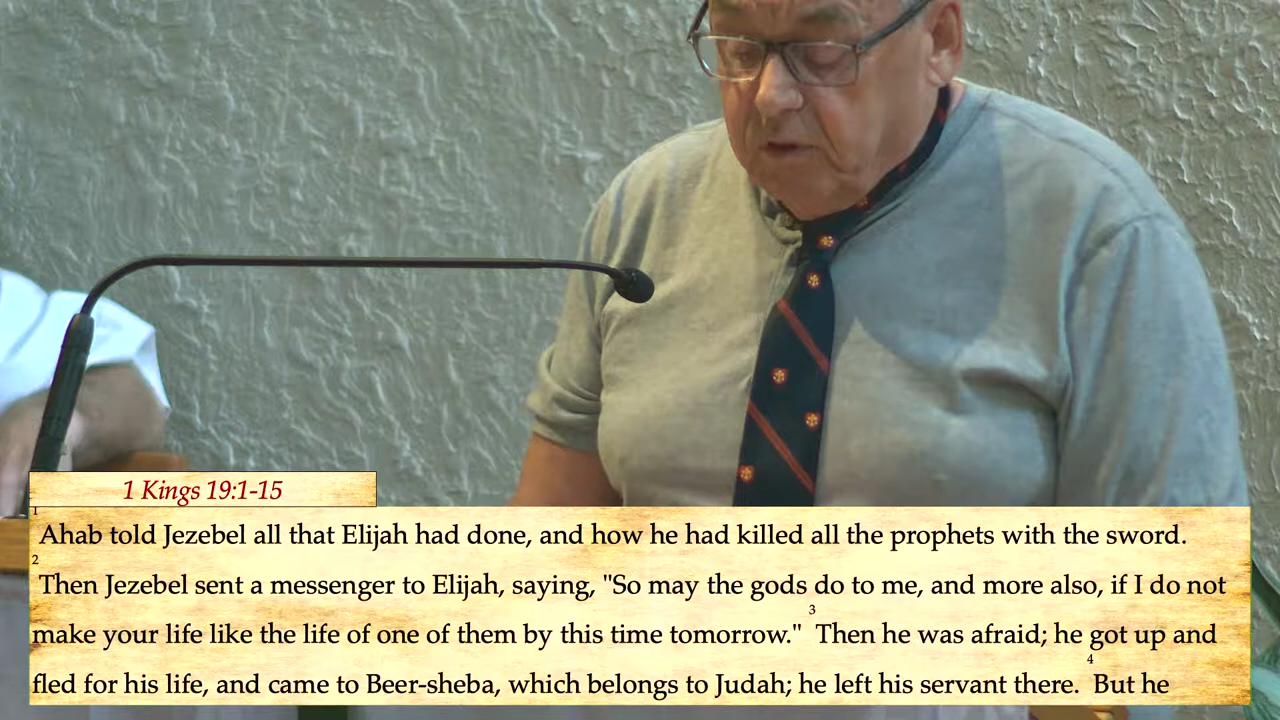 1 Kings 19:1-15
1 Ahab told Jezebel all that Elijah had done, and how he had killed all the prophets with the sword.
2 Then Jezebel sent a messenger to Elijah, saying, "So may the gods do to me, and more also, if I do not
make your life like the life of one of them by this time tomorrow." 3 Then he was afraid; he got up and
fled for his life, and came to Beer-sheba, which belongs to Judah; he left his servant there. 4 But he